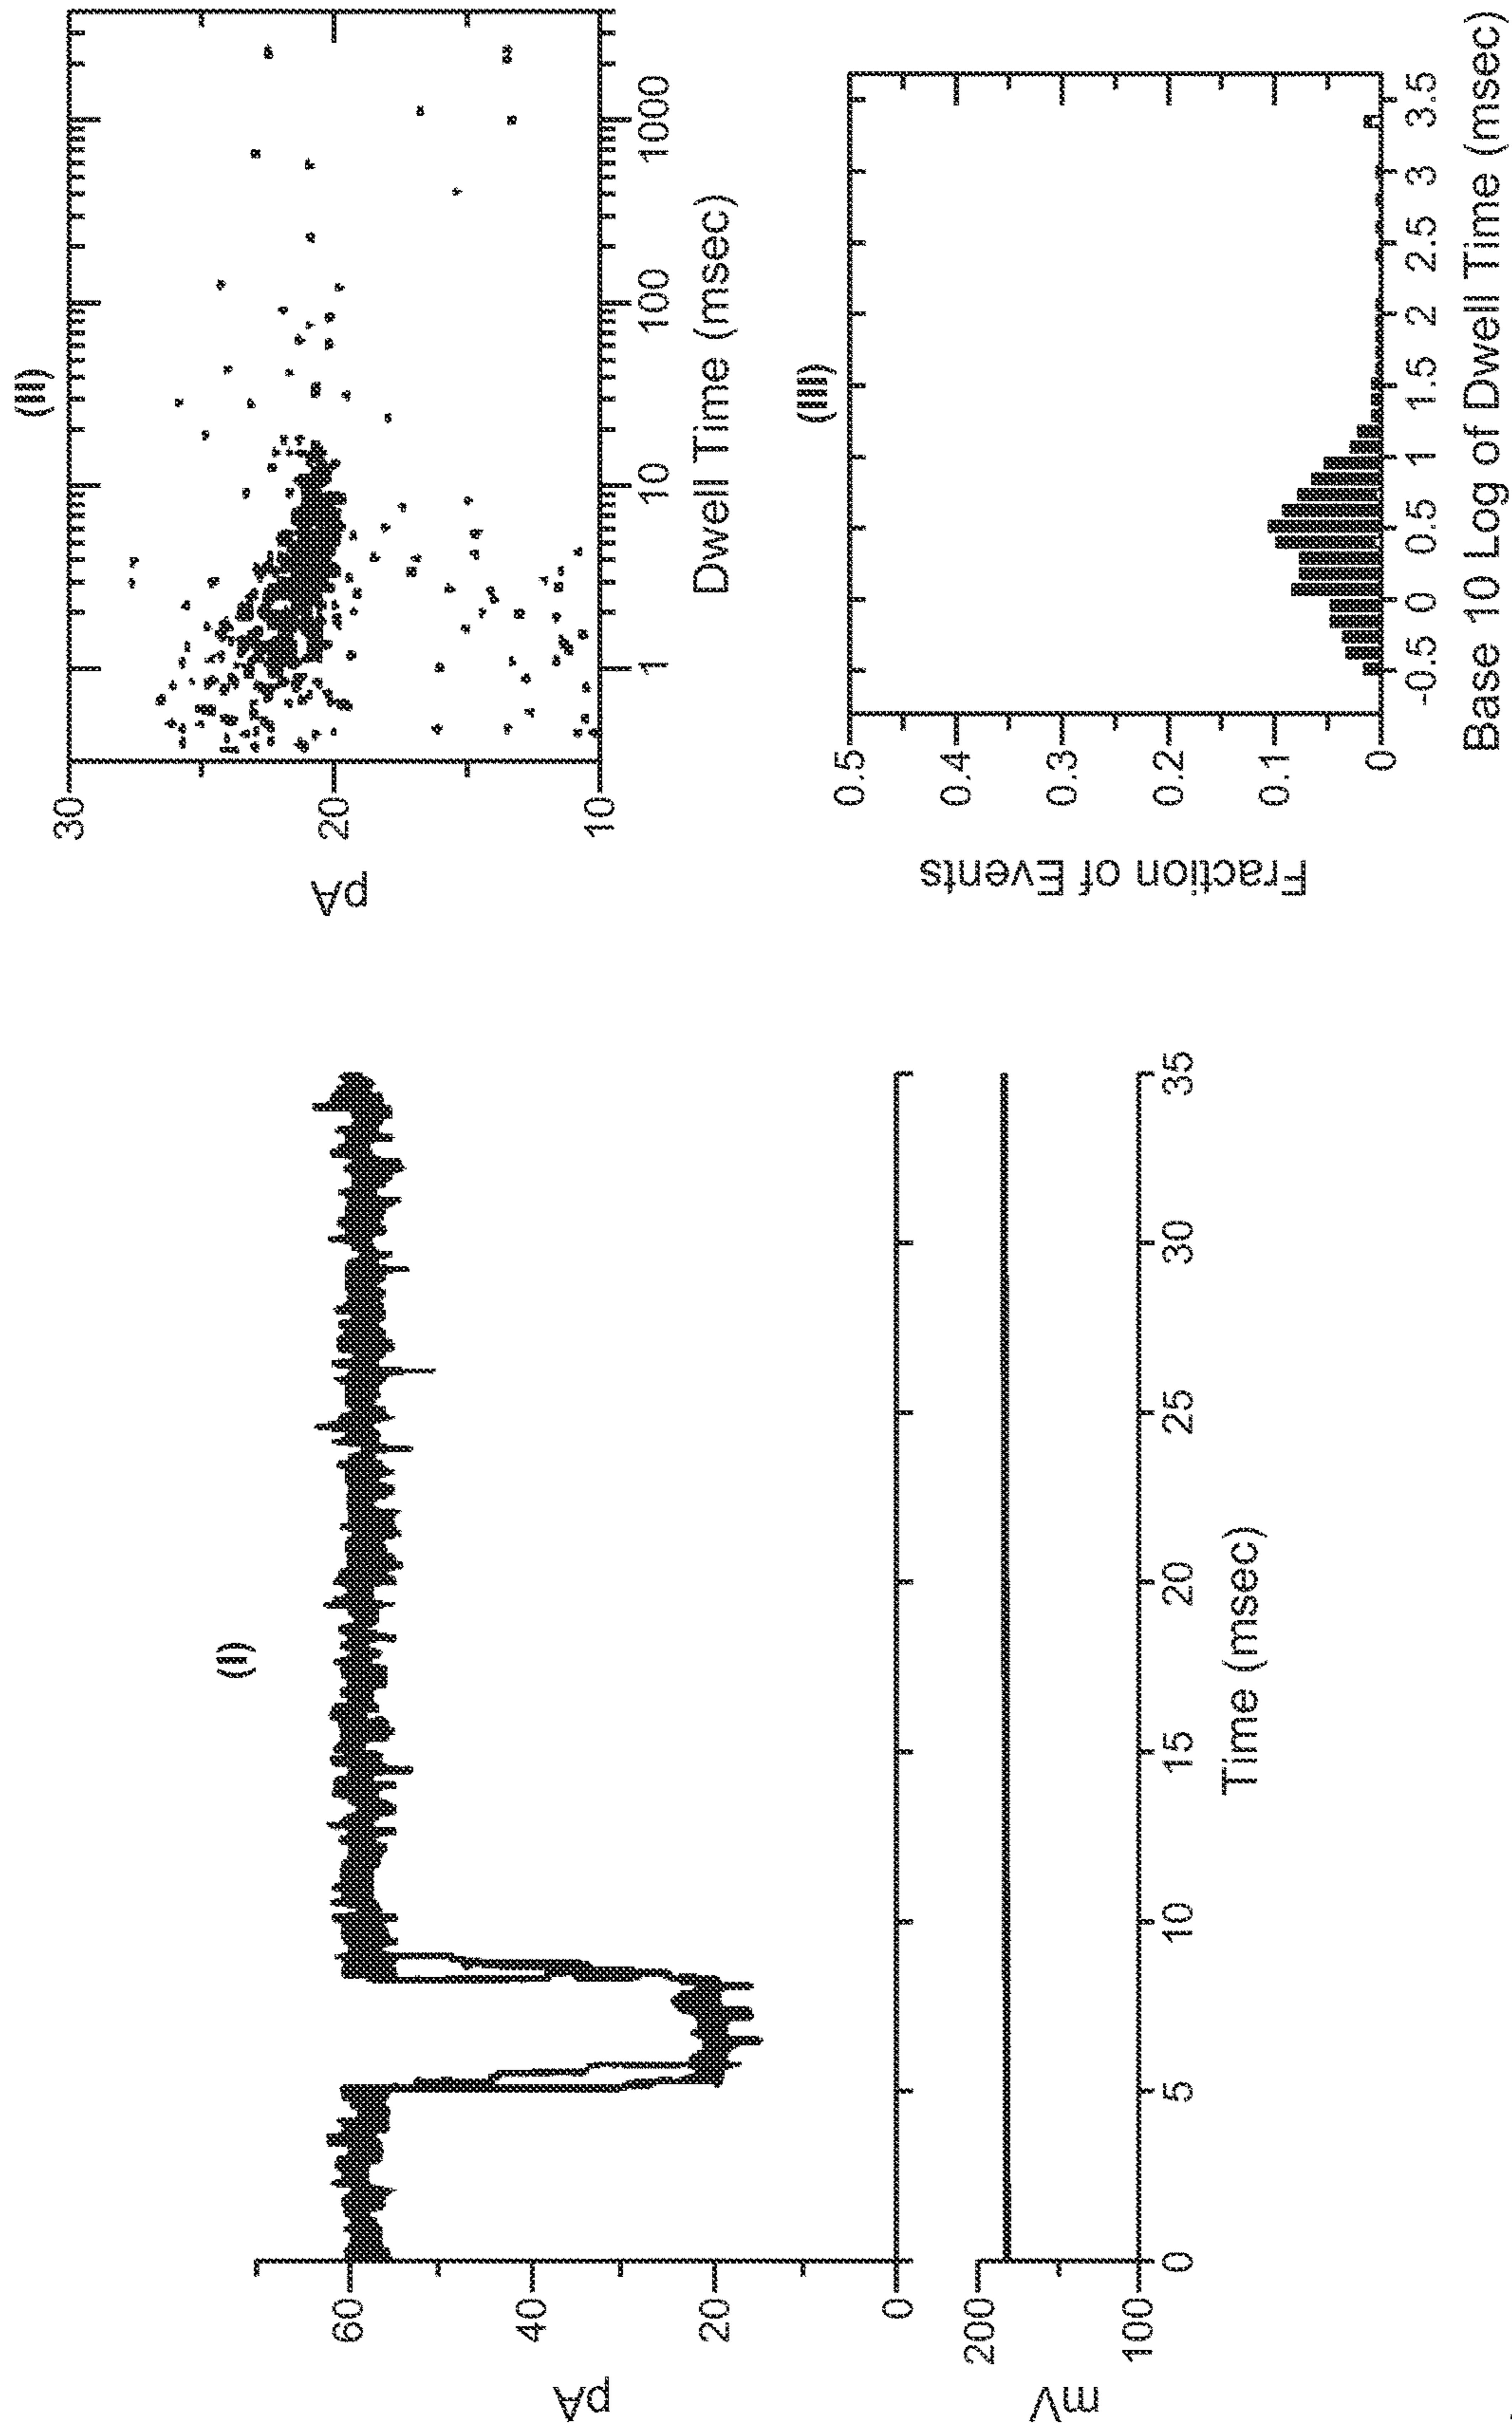 (I)
pA
60
40
20
0
mV
200
100
0 5 10 15 20 25 30 35
Time (msec)
(II)
pA
30
20
10
1 10 100 1000
Dwell Time (msec)
(III)
Fraction of Events
0.5
0.4
0.3
0.2
0.1
0
-0.5 0 0.5 1 1.5 2 2.5 3 3.5
Base 10 Log of Dwell Time (msec)